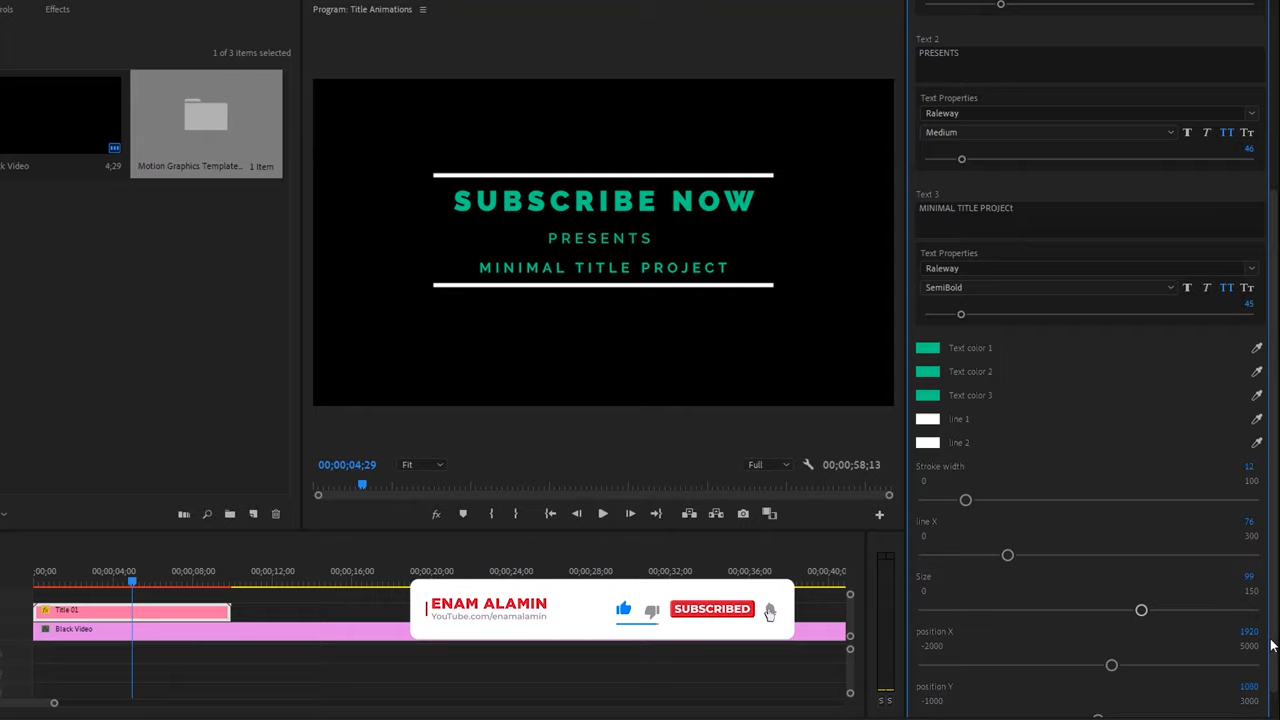 Effects
Program: Title Animations
1 of 3 items selected
Motion Graphics Template... 1 Item
Video 4;29
SUBSCRIBE NOW
PRESENTS
MINIMAL TITLE PROJECT
00;00;04;29
Fit
Full
00;00;58;13
Text 2
PRESENTS
Text Properties
Raleway
Medium
46
Text 3
MINIMAL TITLE PROJECt
Text Properties
Raleway
SemiBold
45
Text color 1
Text color 2
Text color 3
line 1
line 2
Stroke width 12
0 100
line X 76
0 300
Size 99
0 150
position X 1920
-2000 5000
position Y 1080
-1000 3000
;00;00 00;00;04;00 00;00;08;00 00;00;12;00 00;00;16;00 00;00;20;00 00;00;24;00 00;00;28;00 00;00;32;00 00;00;36;00
Title 01
Black Video
ENAM ALAMIN
YouTube.com/enamalamin
SUBSCRIBED
S S